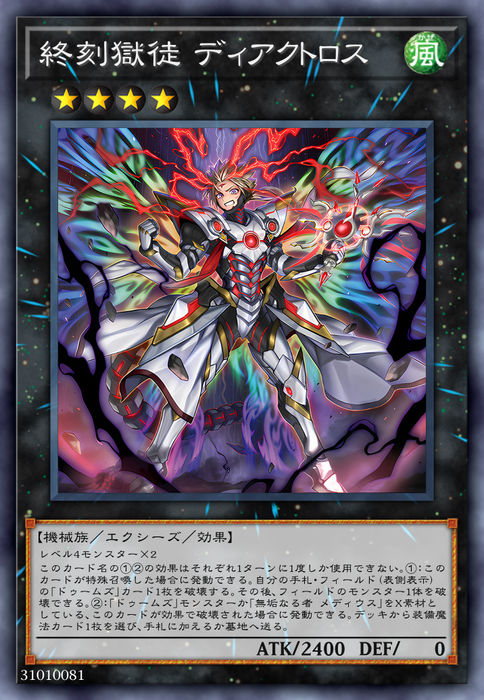 終刻獄徒 ディアクトロス
かぜ
風
【機械族／エクシーズ／効果】
レベル4モンスター×2
このカード名の①②の効果はそれぞれ1ターンに1度しか使用できない。①：こ
のカードが特殊召喚した場合に発動できる。自分の手札・フィールド（表側表示）
の「ドゥームズ」カード1枚を破壊する。その後、フィールドのモンスター1体を破
壊できる。②：「ドゥームズ」モンスターか「無垢なる者 メディウス」をX素材と
している、このカードが効果で破壊された場合に発動できる。デッキから装備魔
法カード1枚を選び、手札に加えるか墓地へ送る。
ATK/2400 DEF/ 0
31010081